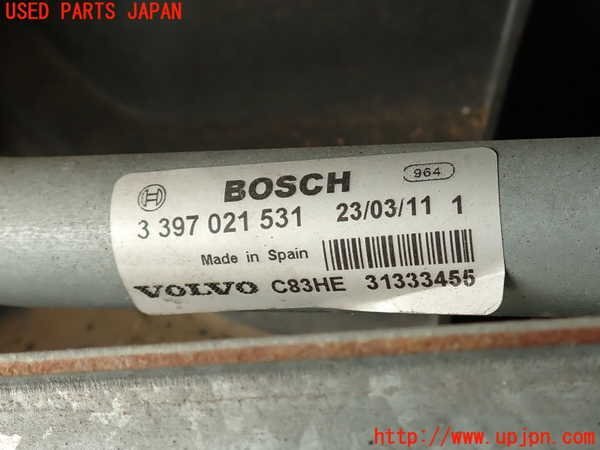 USED PARTS JAPAN
BOSCH 964
3 397 021 531 23/03/11 1
Made in Spain
VOLVO C83HE 31333455
http://www.upjpn.com/